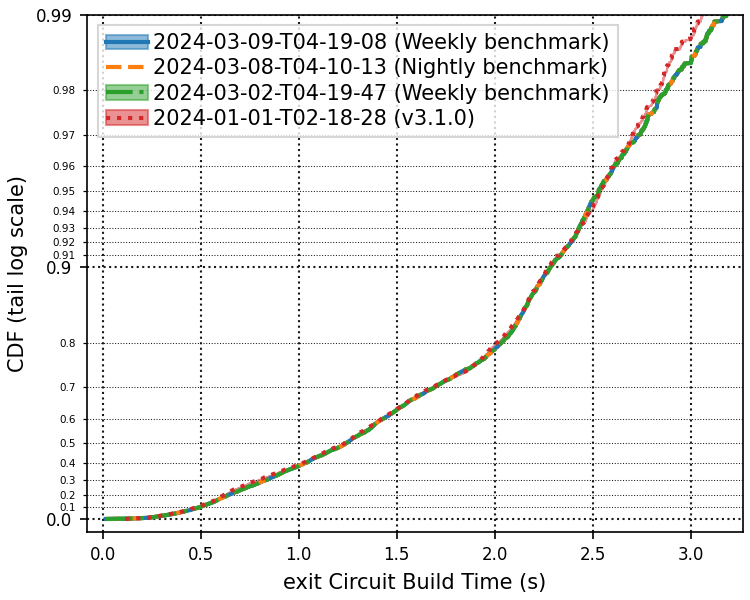 0.99
2024-03-09-T04-19-08 (Weekly benchmark)
2024-03-08-T04-10-13 (Nightly benchmark)
2024-03-02-T04-19-47 (Weekly benchmark)
2024-01-01-T02-18-28 (v3.1.0)
0.98
0.97
0.96
0.95
0.94
0.93
0.92
0.91
0.9
0.8
0.7
0.6
0.5
0.4
0.3
0.2
0.1
0.0
CDF (tail log scale)
0.0 0.5 1.0 1.5 2.0 2.5 3.0
exit Circuit Build Time (s)